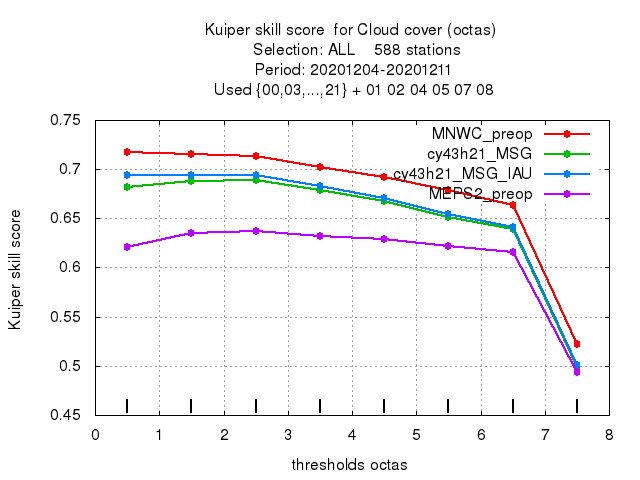 Kuiper skill score  for Cloud cover (octas)
Selection: ALL    588 stations
Period: 20201204-20201211
Used {00,03,...,21} + 01 02 04 05 07 08
MNWC_preop
cy43h21_MSG
cy43h21_MSG_IAU
MEPS2_preop
Kuiper skill score
0.75
0.7
0.65
0.6
0.55
0.5
0.45
0 1 2 3 4 5 6 7 8
thresholds octas